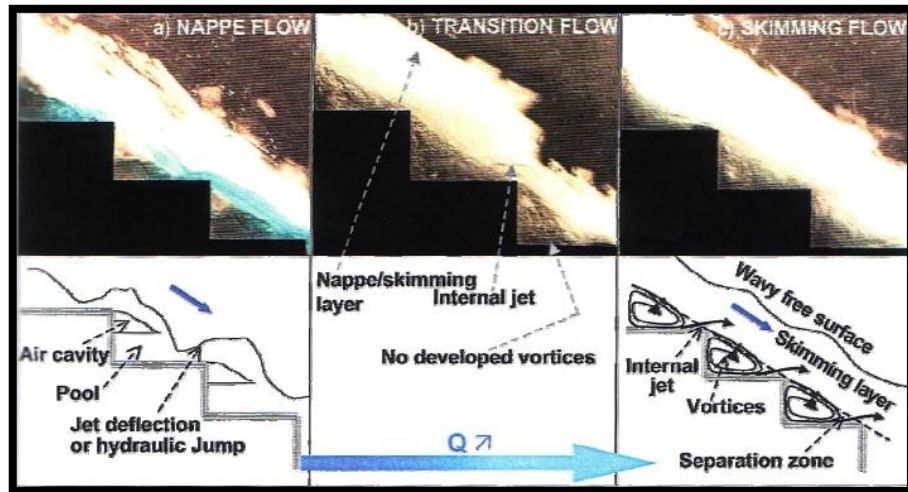 a) NAPPE FLOW
b) TRANSITION FLOW
c) SKIMMING FLOW
Nappe/skimming
layer
Internal jet
No developed vortices
Air cavity
Pool
Jet deflection
or hydraulic Jump
Wavy free surface
Skimming layer
Internal
jet
Vortices
Separation zone
Q ↗